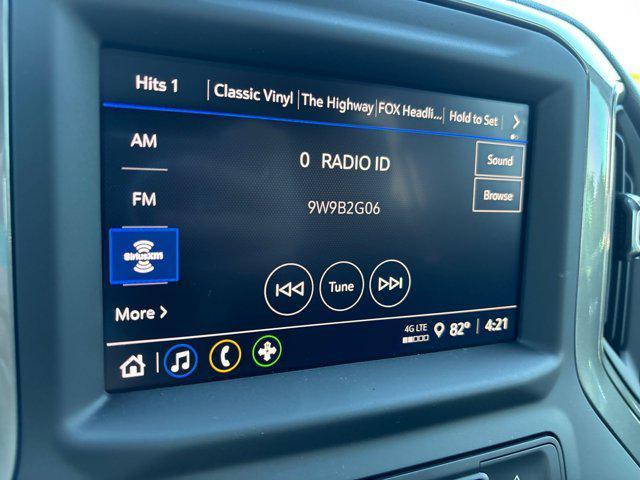 Hits 1 Classic Vinyl The Highway FOX Headli... Hold to Set >
AM
0 RADIO ID
Sound
FM
9W9B2G06
Browse
SiriusXM
Tune
More >
4G LTE 82° 4:21